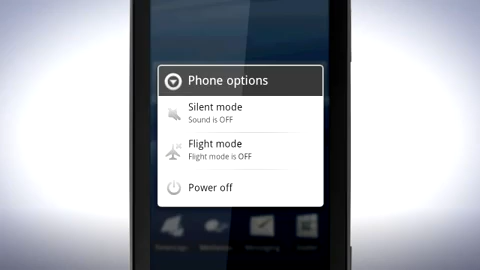 Phone options
Silent mode
Sound is OFF
Flight mode
Flight mode is OFF
Power off
Messaging